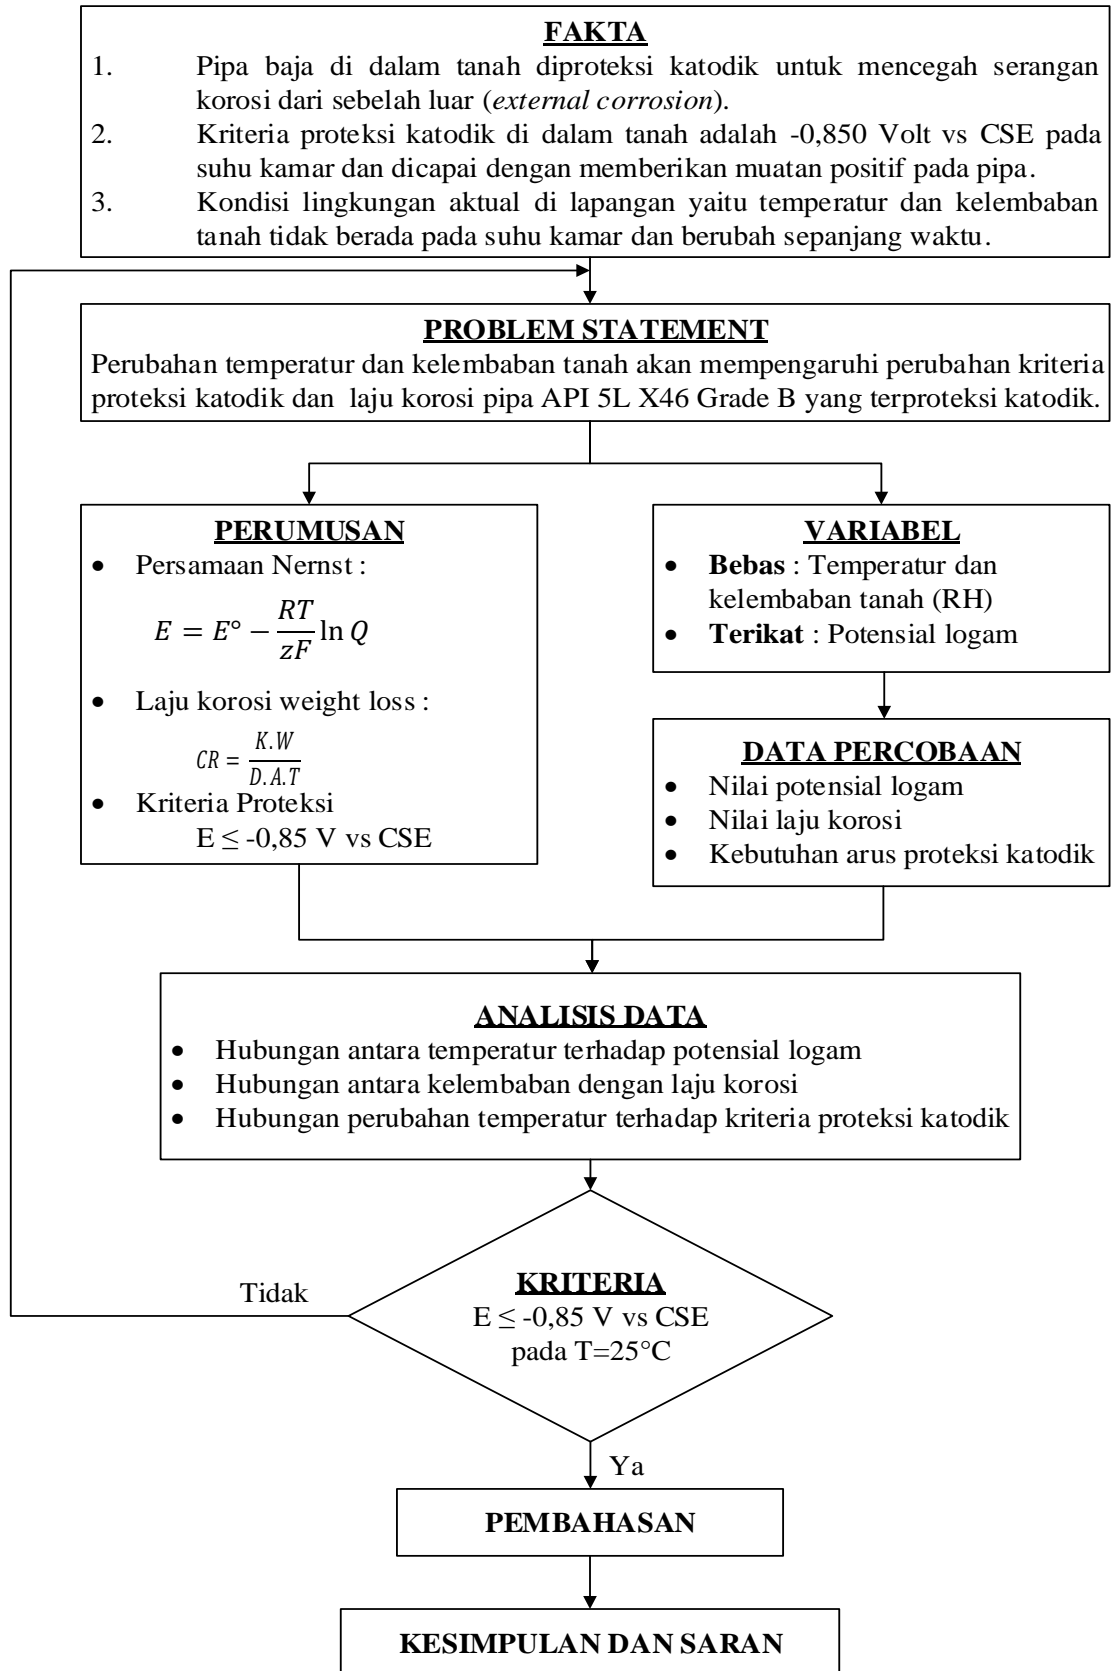 FAKTA
1. Pipa baja di dalam tanah diproteksi katodik untuk mencegah serangan
korosi dari sebelah luar (external corrosion).
2. Kriteria proteksi katodik di dalam tanah adalah -0,850 Volt vs CSE pada
suhu kamar dan dicapai dengan memberikan muatan positif pada pipa.
3. Kondisi lingkungan aktual di lapangan yaitu temperatur dan kelembaban
tanah tidak berada pada suhu kamar dan berubah sepanjang waktu.
PROBLEM STATEMENT
Perubahan temperatur dan kelembaban tanah akan mempengaruhi perubahan kriteria
proteksi katodik dan laju korosi pipa API 5L X46 Grade B yang terproteksi katodik.
PERUMUSAN
• Persamaan Nernst :
E = E° − RT/zF ln Q
• Laju korosi weight loss :
CR = K.W/D.A.T
• Kriteria Proteksi
E ≤ -0,85 V vs CSE
VARIABEL
• Bebas : Temperatur dan
kelembaban tanah (RH)
• Terikat : Potensial logam
DATA PERCOBAAN
• Nilai potensial logam
• Nilai laju korosi
• Kebutuhan arus proteksi katodik
ANALISIS DATA
• Hubungan antara temperatur terhadap potensial logam
• Hubungan antara kelembaban dengan laju korosi
• Hubungan perubahan temperatur terhadap kriteria proteksi katodik
Tidak
KRITERIA
E ≤ -0,85 V vs CSE
pada T=25°C
Ya
PEMBAHASAN
KESIMPULAN DAN SARAN